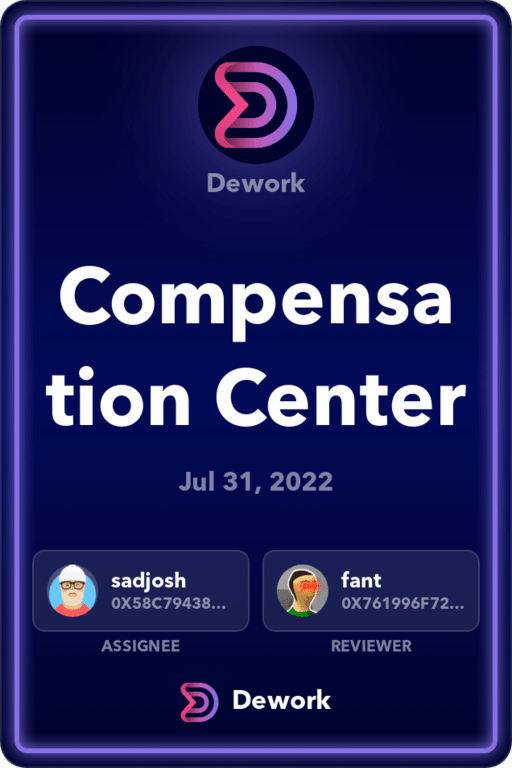 Dework
Compensa
tion Center
Jul 31, 2022
sadjosh
0X58C79438...
ASSIGNEE
fant
0X761996F72...
REVIEWER
Dework